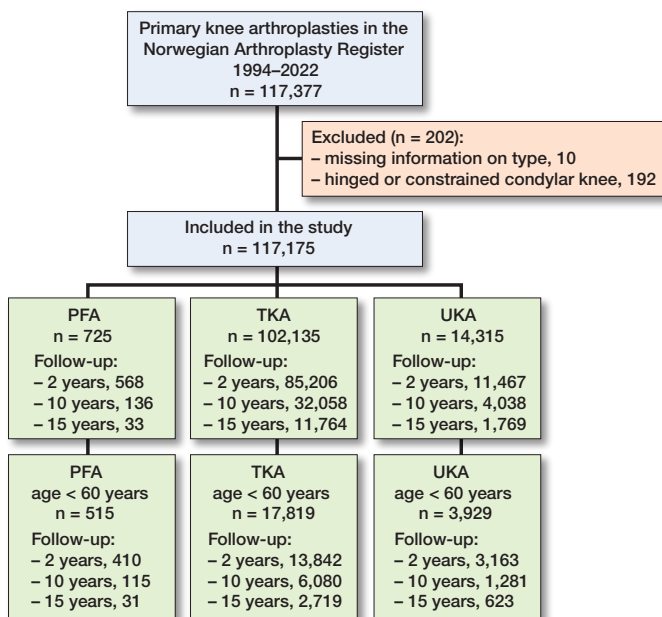 Primary knee arthroplasties in the
Norwegian Arthroplasty Register
1994–2022
n = 117,377
Excluded (n = 202):
– missing information on type, 10
– hinged or constrained condylar knee, 192
Included in the study
n = 117,175
PFA
n = 725
Follow-up:
– 2 years, 568
– 10 years, 136
– 15 years, 33
TKA
n = 102,135
Follow-up:
– 2 years, 85,206
– 10 years, 32,058
– 15 years, 11,764
UKA
n = 14,315
Follow-up:
– 2 years, 11,467
– 10 years, 4,038
– 15 years, 1,769
PFA
age < 60 years
n = 515
Follow-up:
– 2 years, 410
– 10 years, 115
– 15 years, 31
TKA
age < 60 years
n = 17,819
Follow-up:
– 2 years, 13,842
– 10 years, 6,080
– 15 years, 2,719
UKA
age < 60 years
n = 3,929
Follow-up:
– 2 years, 3,163
– 10 years, 1,281
– 15 years, 623